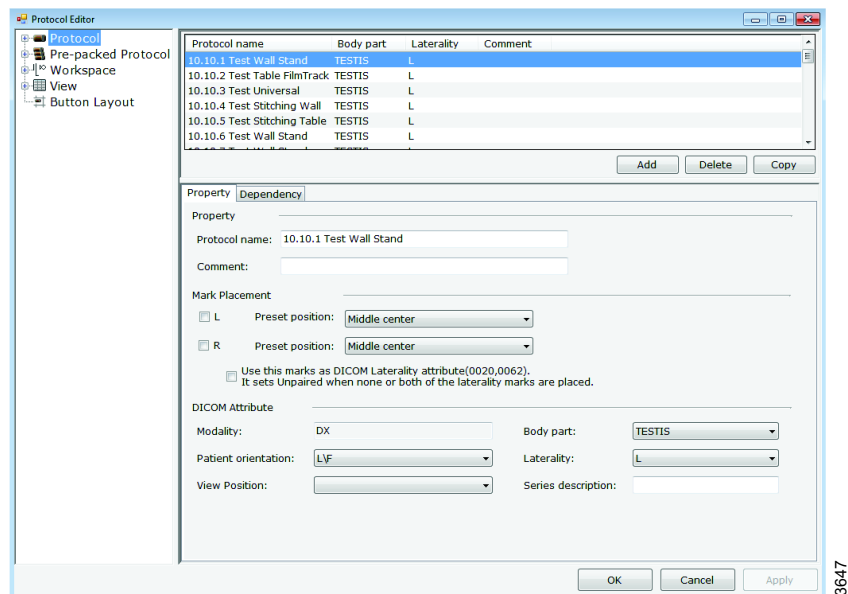 Protocol Editor
Protocol
Pre-packed Protocol
Workspace
View
Button Layout
Protocol name Body part Laterality Comment
10.10.1 Test Wall Stand TESTIS L
10.10.2 Test Table FilmTrack TESTIS L
10.10.3 Test Universal TESTIS L
10.10.4 Test Stitching Wall TESTIS L
10.10.5 Test Stitching Table TESTIS L
10.10.6 Test Wall Stand TESTIS L
Add Delete Copy
Property Dependency
Property
Protocol name: 10.10.1 Test Wall Stand
Comment:
Mark Placement
L Preset position: Middle center
R Preset position: Middle center
Use this marks as DICOM Laterality attribute(0020,0062).
It sets Unpaired when none or both of the laterality marks are placed.
DICOM Attribute
Modality: DX Body part: TESTIS
Patient orientation: L\F Laterality: L
View Position: Series description:
OK Cancel Apply
3647